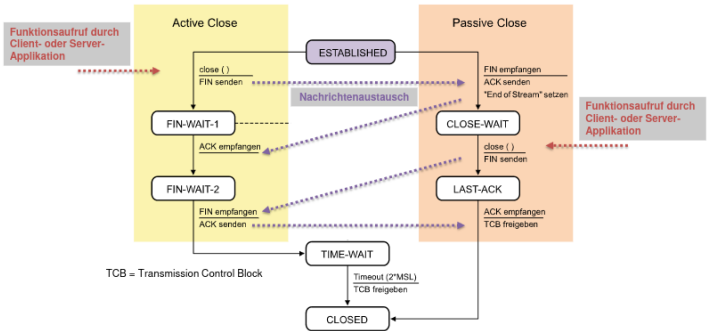 Active Close
Passive Close
Funktionsaufruf durch
Client- oder Server-
Applikation
ESTABLISHED
close ( )
FIN senden
FIN empfangen
ACK senden
"End of Stream" setzen
Nachrichtenaustausch
Funktionsaufruf durch
Client- oder Server-
Applikation
FIN-WAIT-1
CLOSE-WAIT
ACK empfangen
close ( )
FIN senden
FIN-WAIT-2
LAST-ACK
FIN empfangen
ACK senden
ACK empfangen
TCB freigeben
TIME-WAIT
TCB = Transmission Control Block
Timeout (2*MSL)
TCB freigeben
CLOSED